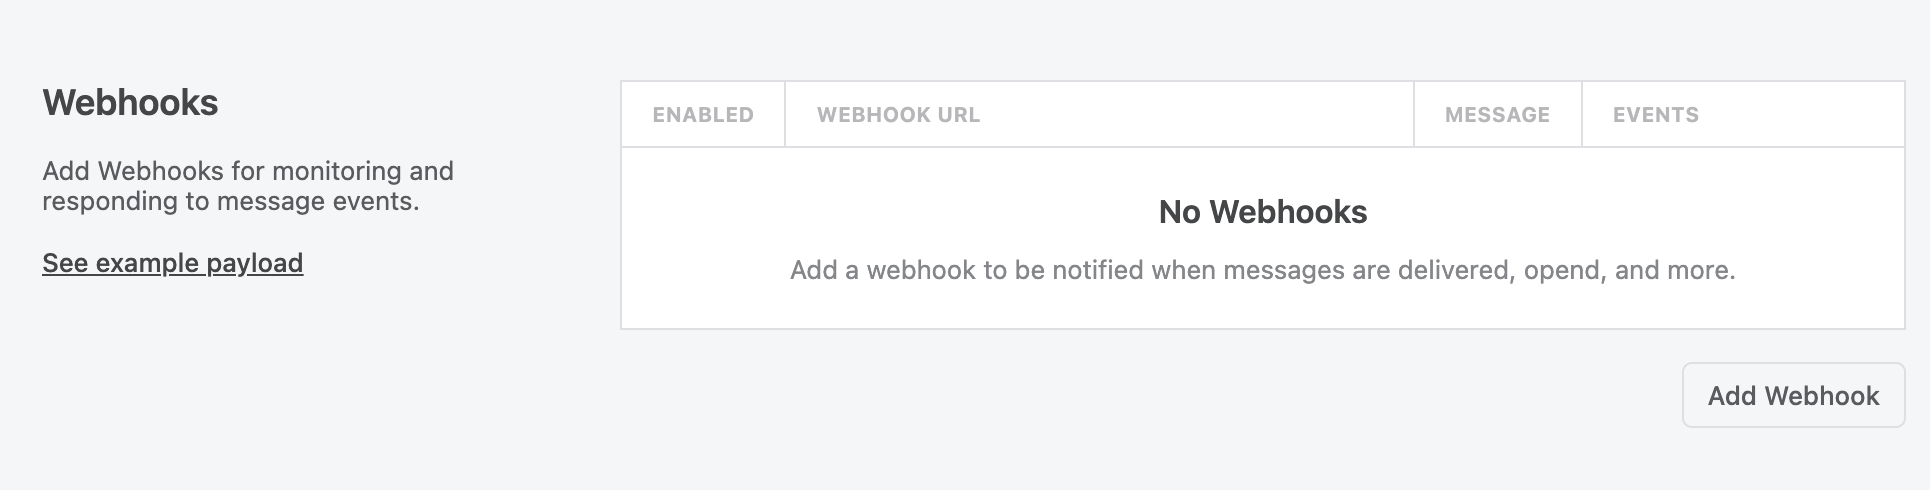 Webhooks
Add Webhooks for monitoring and
responding to message events.
See example payload
ENABLED
WEBHOOK URL
MESSAGE
EVENTS
No Webhooks
Add a webhook to be notified when messages are delivered, opend, and more.
Add Webhook